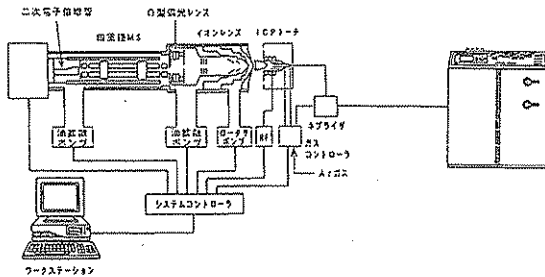 二次電子倍増管
四重極MS
Ω型偏光レンズ
イオンレンズ
ICPトーチ
油拡散
ポンプ
油拡散
ポンプ
ロータリ
ポンプ
RF
ネブライザ
ガス
コントローラ
Arガス
システムコントローラ
ワークステーション